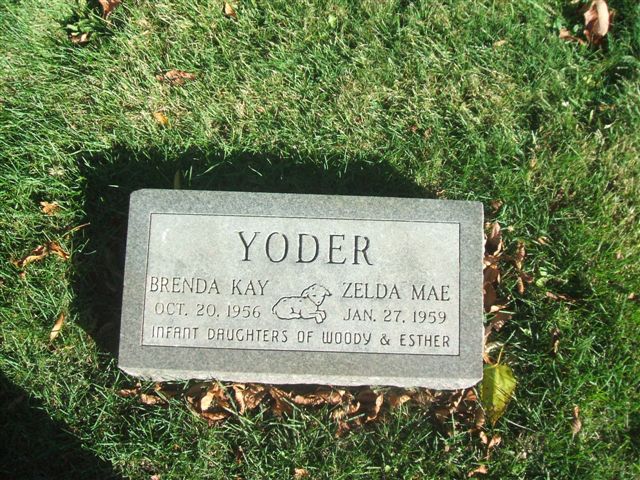 YODER
BRENDA KAY ZELDA MAE
OCT. 20, 1956 JAN. 27, 1959
INFANT DAUGHTERS OF WOODY & ESTHER